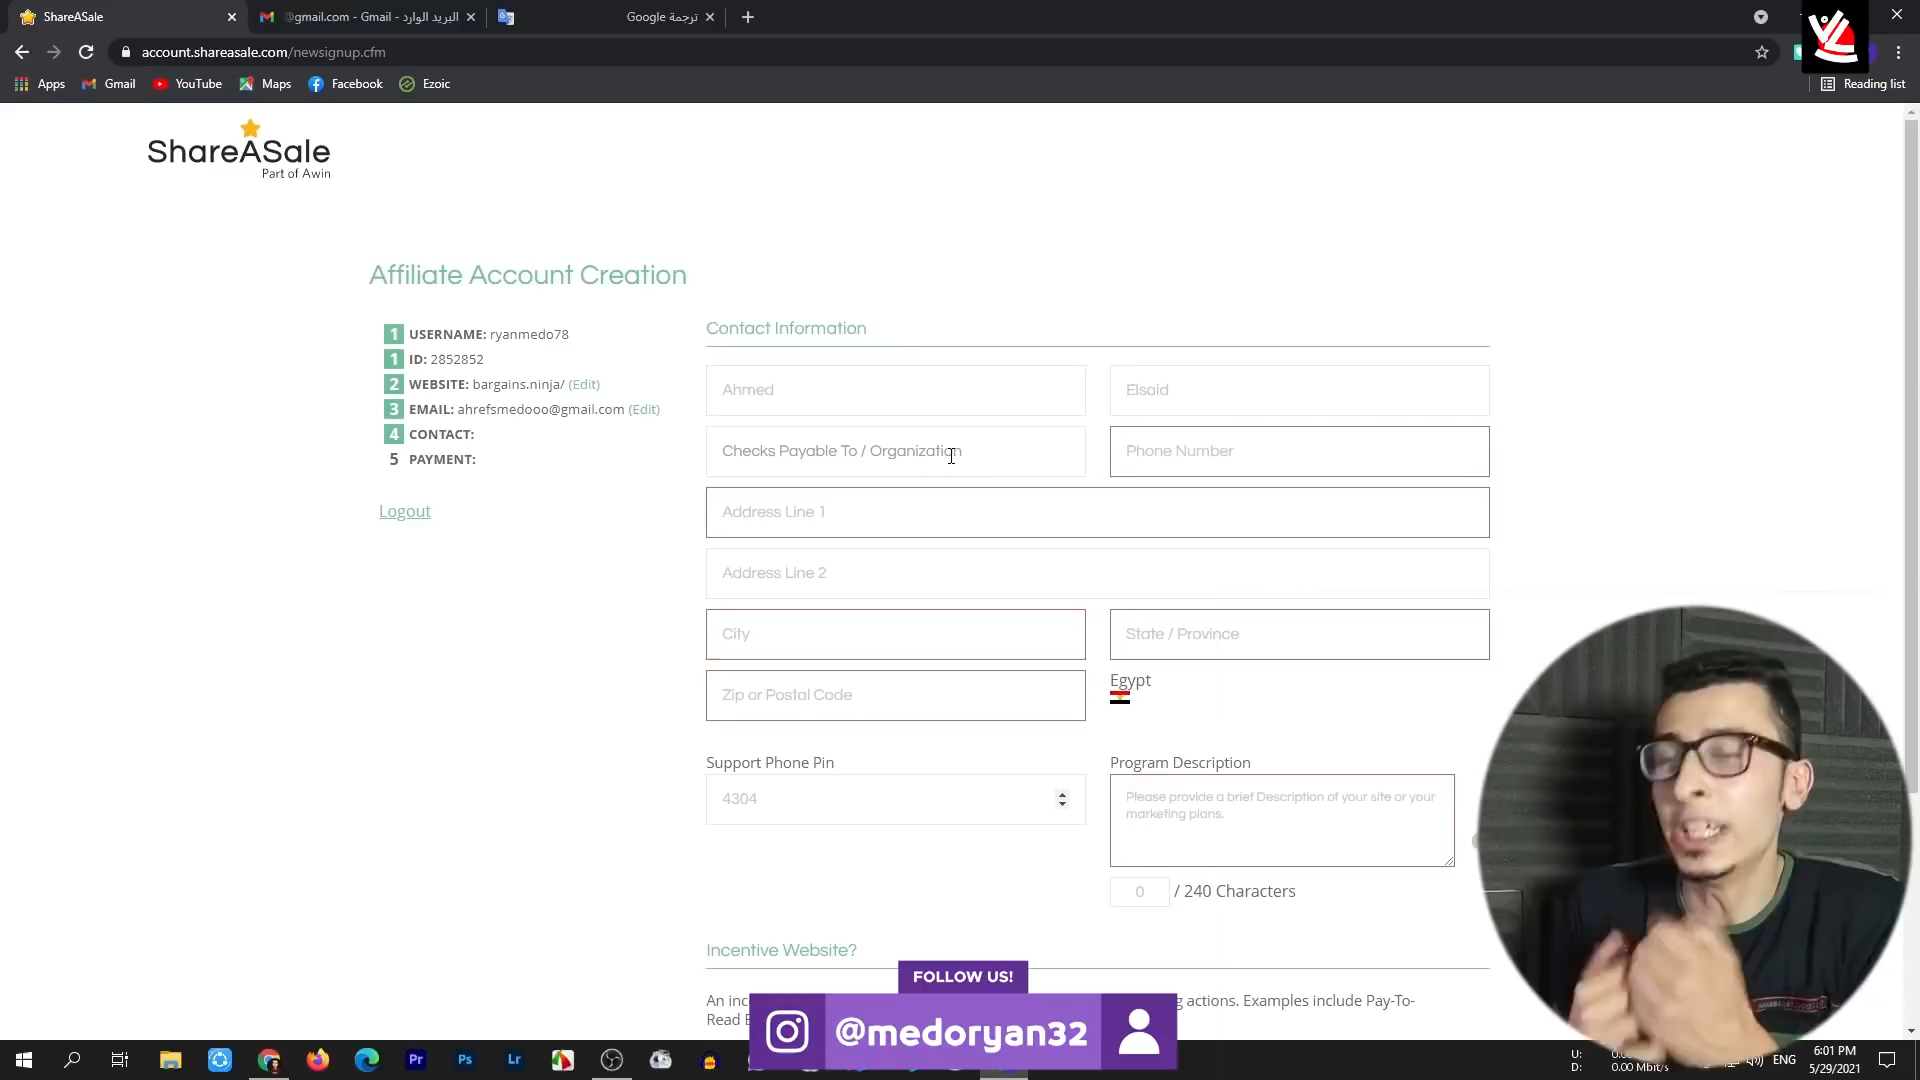 ShareASale
@gmail.com - Gmail - البريد الوارد
ترجمة Google
account.shareasale.com/newsignup.cfm
Apps
Gmail
YouTube
Maps
Facebook
Ezoic
Reading list
ShareASale
Part of Awin
Affiliate Account Creation
1 USERNAME: ryanmedo78
1 ID: 2852852
2 WEBSITE: bargains.ninja/ (Edit)
3 EMAIL: ahrefsmedooo@gmail.com (Edit)
4 CONTACT:
5 PAYMENT:
Logout
Contact Information
Ahmed
Elsaid
Checks Payable To / Organization
Phone Number
Address Line 1
Address Line 2
City
State / Province
Zip or Postal Code
Egypt
Support Phone Pin
4304
Program Description
Please provide a brief Description of your site or your
marketing plans.
0 / 240 Characters
Incentive Website?
An
g actions. Examples include Pay-To-
Read
FOLLOW US!
@medoryan32
Pr
Ps
Lr
U:
D: 0.00 Mbit/s
ENG
6:01 PM
5/29/2021